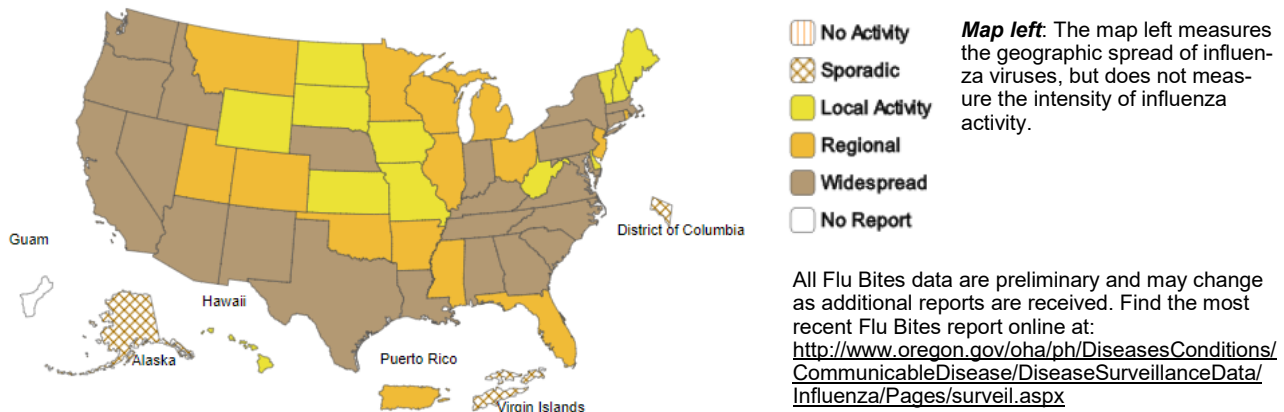 Guam
Alaska
Hawaii
Puerto Rico
Virgin Islands
District of Columbia
No Activity
Sporadic
Local Activity
Regional
Widespread
No Report
Map left: The map left measures
the geographic spread of influen-
za viruses, but does not meas-
ure the intensity of influenza
activity.
All Flu Bites data are preliminary and may change
as additional reports are received. Find the most
recent Flu Bites report online at:
http://www.oregon.gov/oha/ph/DiseasesConditions/
CommunicableDisease/DiseaseSurveillanceData/
Influenza/Pages/surveil.aspx